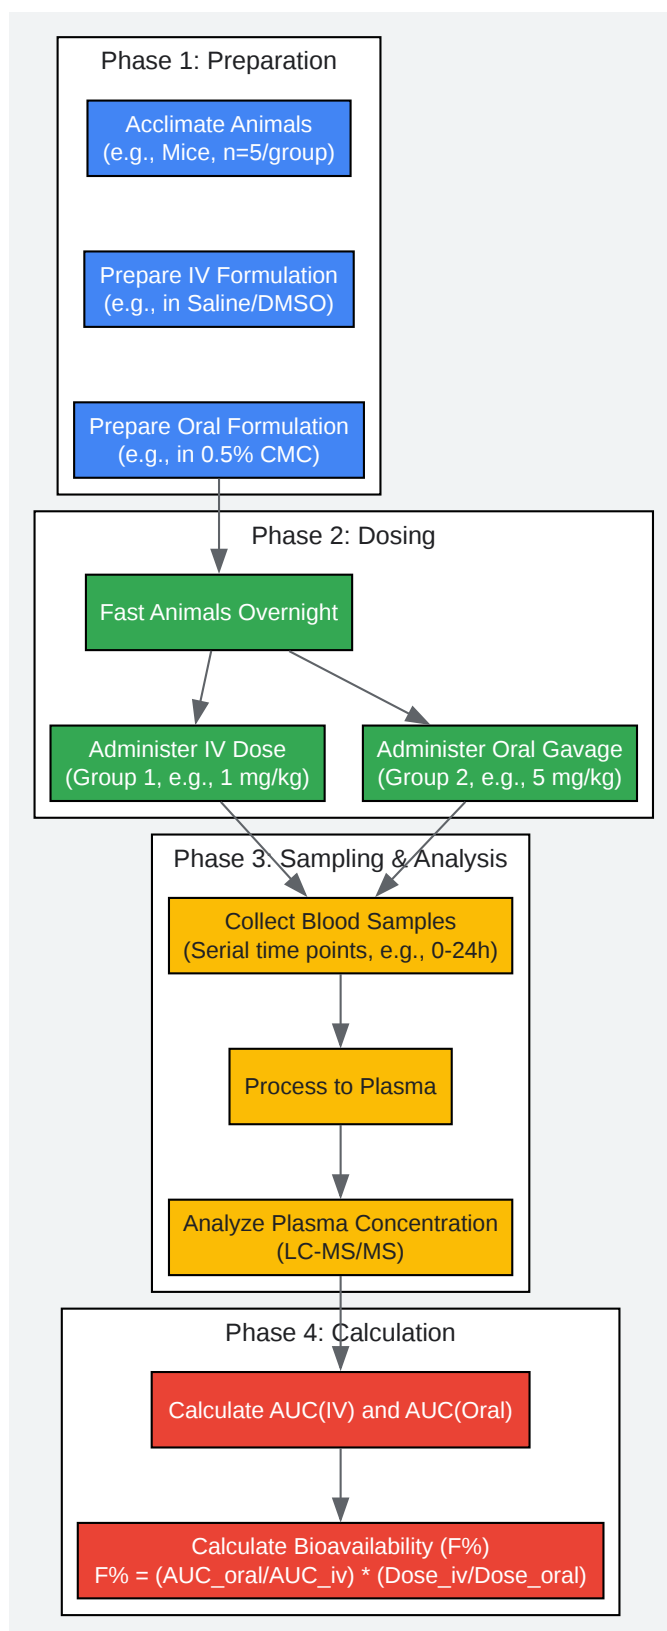 Phase 1: Preparation
Acclimate Animals
(e.g., Mice, n=5/group)
Prepare IV Formulation
(e.g., in Saline/DMSO)
Prepare Oral Formulation
(e.g., in 0.5% CMC)
Phase 2: Dosing
Fast Animals Overnight
Administer IV Dose
(Group 1, e.g., 1 mg/kg)
Administer Oral Gavage
(Group 2, e.g., 5 mg/kg)
Phase 3: Sampling & Analysis
Collect Blood Samples
(Serial time points, e.g., 0-24h)
Process to Plasma
Analyze Plasma Concentration
(LC-MS/MS)
Phase 4: Calculation
Calculate AUC(IV) and AUC(Oral)
Calculate Bioavailability (F%)
F% = (AUC_oral/AUC_iv) * (Dose_iv/Dose_oral)